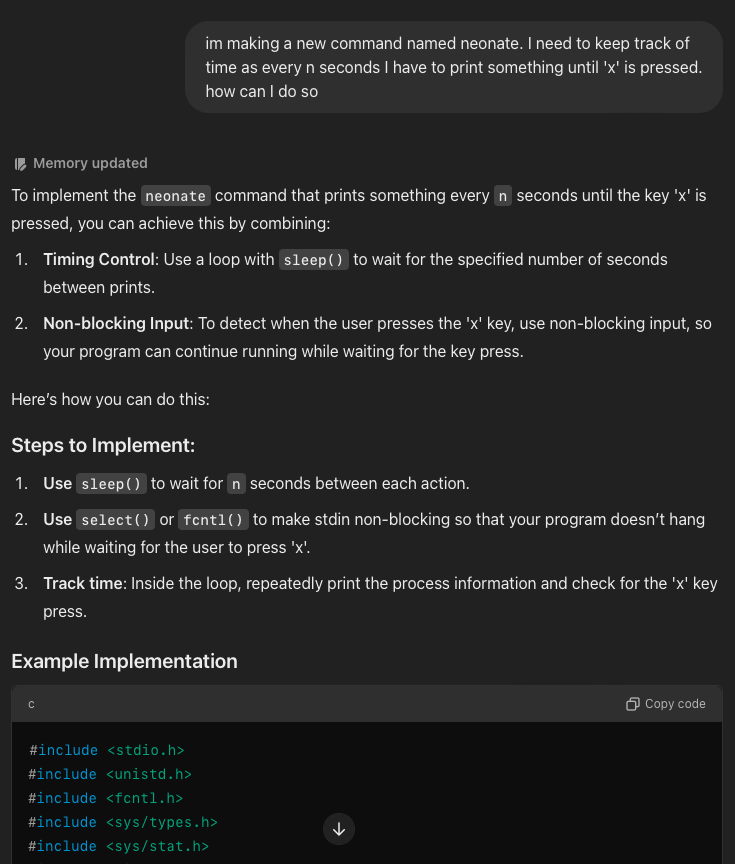 im making a new command named neonate. I need to keep track of
time as every n seconds I have to print something until 'x' is pressed.
how can I do so
Memory updated
To implement the neonate command that prints something every n seconds until the key 'x' is
pressed, you can achieve this by combining:
1. Timing Control: Use a loop with sleep() to wait for the specified number of seconds
between prints.
2. Non-blocking Input: To detect when the user presses the 'x' key, use non-blocking input, so
your program can continue running while waiting for the key press.
Here’s how you can do this:
Steps to Implement:
1. Use sleep() to wait for n seconds between each action.
2. Use select() or fcntl() to make stdin non-blocking so that your program doesn’t hang
while waiting for the user to press 'x'.
3. Track time: Inside the loop, repeatedly print the process information and check for the 'x' key
press.
Example Implementation
c Copy code
#include <stdio.h>
#include <unistd.h>
#include <fcntl.h>
#include <sys/types.h>
#include <sys/stat.h>